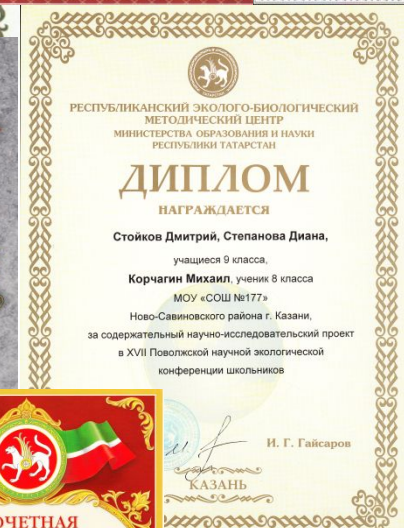 РЕСПУБЛИКАНСКИЙ ЭКОЛОГО-БИОЛОГИЧЕСКИЙ
МЕТОДИЧЕСКИЙ ЦЕНТР
МИНИСТЕРСТВА ОБРАЗОВАНИЯ И НАУКИ
РЕСПУБЛИКИ ТАТАРСТАН
ДИПЛОМ
НАГРАЖДАЕТСЯ
Стойков Дмитрий, Степанова Диана,
учащиеся 9 класса,
Корчагин Михаил, ученик 8 класса
МОУ «СОШ №177»
Ново-Савиновского района г. Казани,
за содержательный научно-исследовательский проект
в XVII Поволжской научной экологической
конференции школьников
И. Г. Гайсаров
КАЗАНЬ
ОЧЕТНАЯ